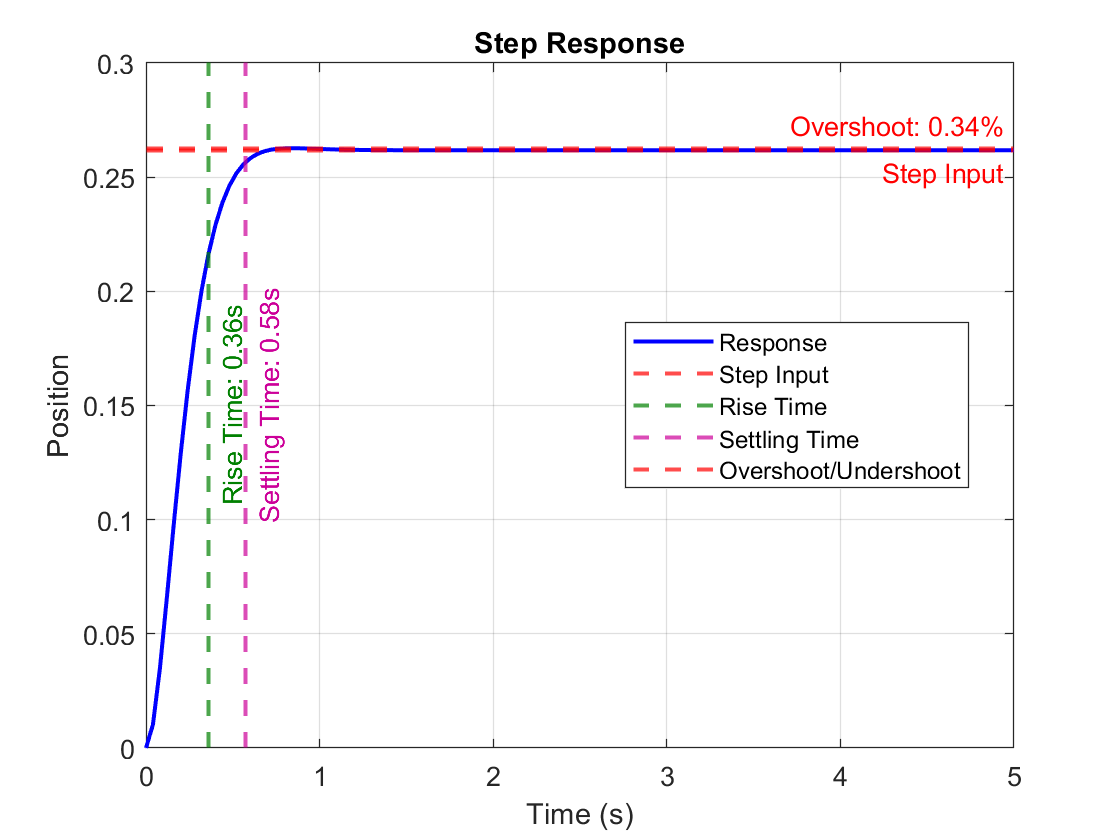 Step Response
0.3
0.25
0.2
0.15
0.1
0.05
0
Position
Overshoot: 0.34%
Step Input
Rise Time: 0.36s
Settling Time: 0.58s
Response
Step Input
Rise Time
Settling Time
Overshoot/Undershoot
0 1 2 3 4 5
Time (s)